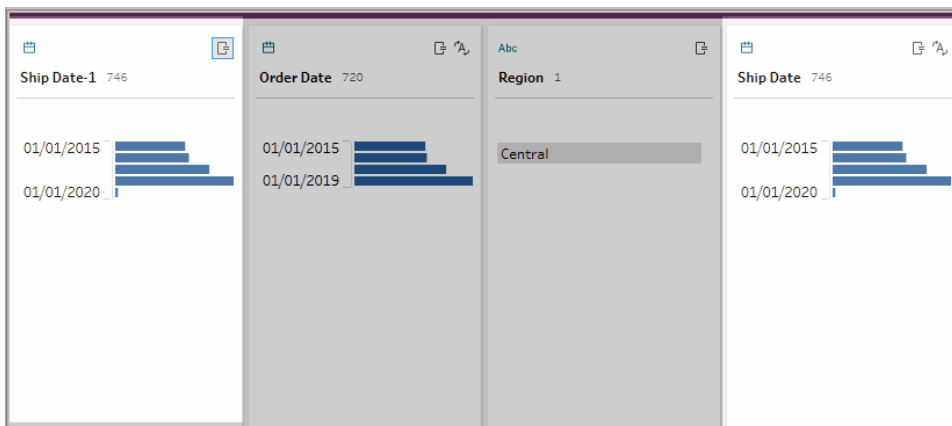 Ship Date-1 746
01/01/2015
01/01/2020
Order Date 720
01/01/2015
01/01/2019
Abc
Region 1
Central
Ship Date 746
01/01/2015
01/01/2020